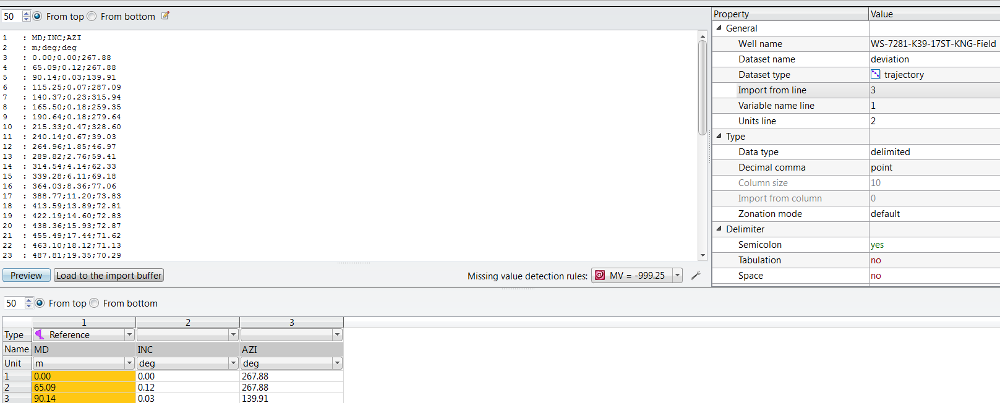 50 From top From bottom
1 : MD;INC;AZI
2 : m;deg;deg
3 : 0.00;0.00;267.88
4 : 65.09;0.12;267.88
5 : 90.14;0.03;139.91
6 : 115.25;0.07;287.09
7 : 140.37;0.23;315.94
8 : 165.50;0.18;259.35
9 : 190.64;0.18;279.64
10 : 215.33;0.47;328.60
11 : 240.14;0.67;39.03
12 : 264.96;1.85;46.97
13 : 289.82;2.76;59.41
14 : 314.54;4.14;62.33
15 : 339.28;6.11;69.18
16 : 364.03;8.36;77.06
17 : 388.77;11.20;73.83
18 : 413.59;13.89;72.81
19 : 422.19;14.60;72.83
20 : 438.36;15.93;72.87
21 : 455.49;17.44;71.62
22 : 463.10;18.12;71.13
23 : 487.81;19.35;70.29
Preview Load to the import buffer Missing value detection rules: MV = -999.25
Property Value
General
Well name WS-7281-K39-17ST-KNG-Field
Dataset name deviation
Dataset type trajectory
Import from line 3
Variable name line 1
Units line 2
Type
Data type delimited
Decimal comma point
Column size 10
Import from column 0
Zonation mode default
Delimiter
Semicolon yes
Tabulation no
Space no
50 From top From bottom
1 2 3
Type Reference
Name MD INC AZI
Unit m deg deg
1 0.00 0.00 267.88
2 65.09 0.12 267.88
3 90.14 0.03 139.91